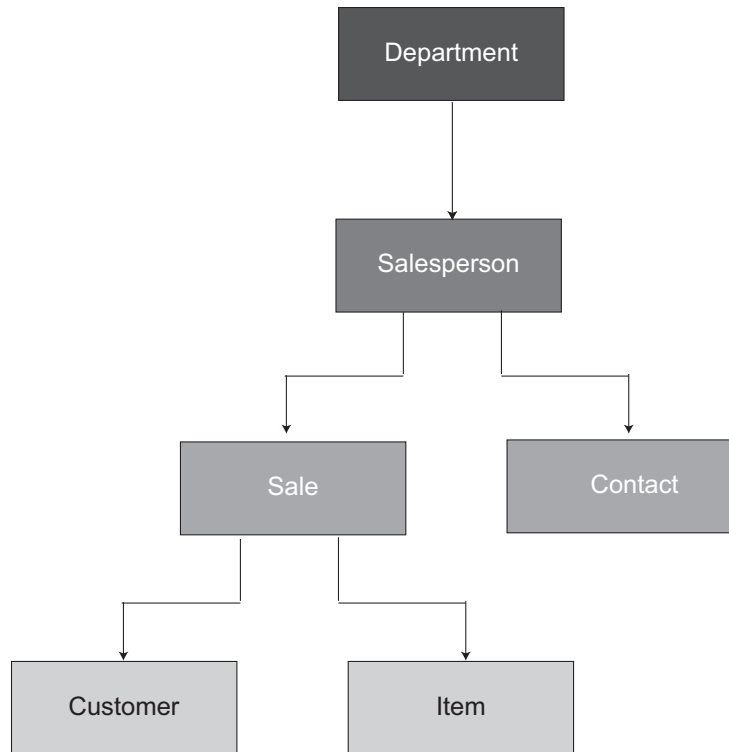 Department
Salesperson
Sale
Contact
Customer
Item